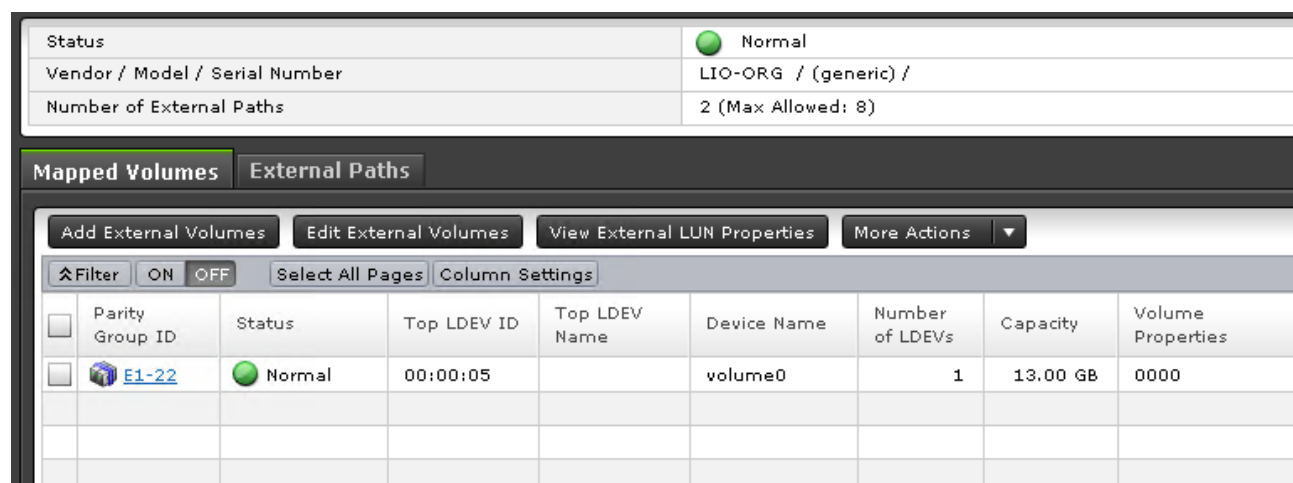 Status Normal
Vendor / Model / Serial Number LIO-ORG / (generic) /
Number of External Paths 2 (Max Allowed: 8)
Mapped Volumes External Paths
Add External Volumes Edit External Volumes View External LUN Properties More Actions
Filter ON OFF Select All Pages Column Settings
Parity Group ID Status Top LDEV ID Top LDEV Name Device Name Number of LDEVs Capacity Volume Properties
E1-22 Normal 00:00:05 volume0 1 13.00 GB 0000